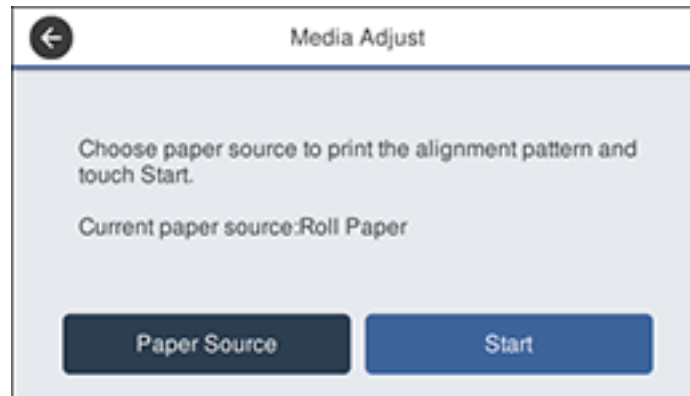 Media Adjust
Choose paper source to print the alignment pattern and
touch Start.
Current paper source:Roll Paper
Paper Source
Start